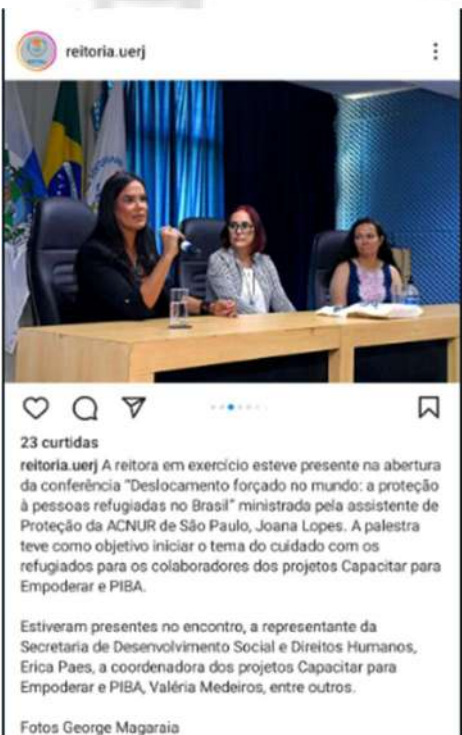 reitoria.uerj
23 curtidas
reitoria.uerj A reitora em exercício esteve presente na abertura
da conferência "Deslocamento forçado no mundo: a proteção
à pessoas refugiadas no Brasil" ministrada pela assistente de
Proteção da ACNUR de São Paulo, Joana Lopes. A palestra
teve como objetivo iniciar o tema do cuidado com os
refugiados para os colaboradores dos projetos Capacitar para
Empoderar e PIBA.
Estiveram presentes no encontro, a representante da
Secretaria de Desenvolvimento Social e Direitos Humanos,
Erica Paes, a coordenadora dos projetos Capacitar para
Empoderar e PIBA, Valéria Medeiros, entre outros.
Fotos George Magaraia